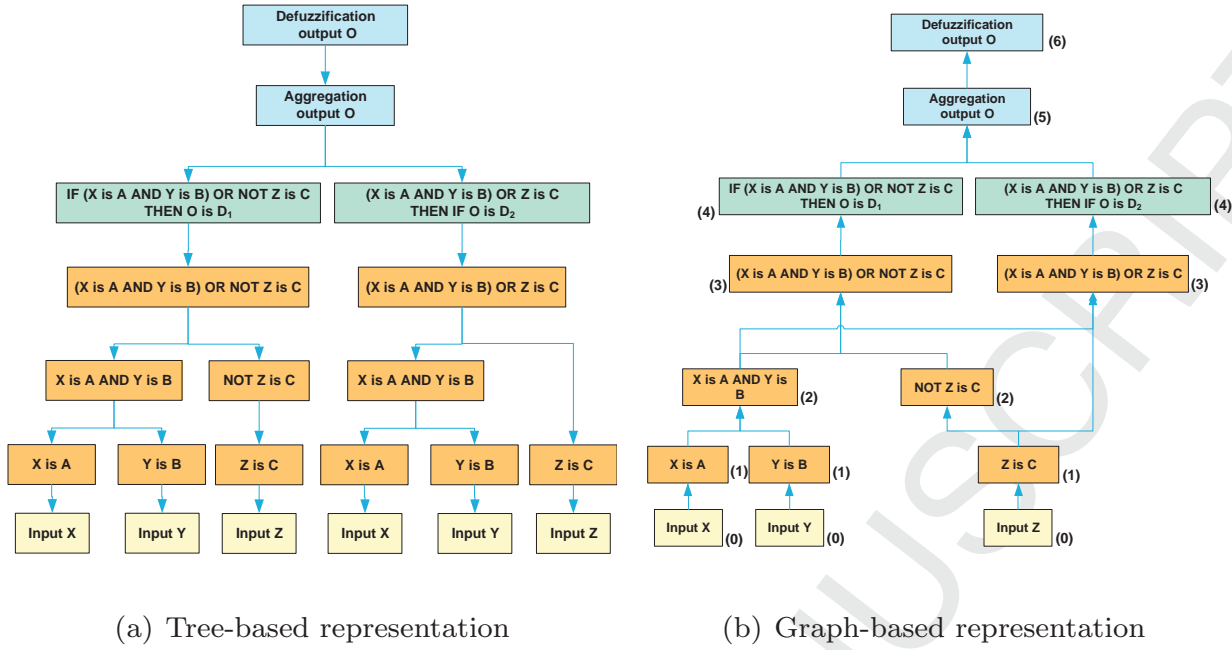 Defuzzification
output O
Aggregation
output O
IF (X is A AND Y is B) OR NOT Z is C
THEN O is D₁
(X is A AND Y is B) OR Z is C
THEN IF O is D₂
(X is A AND Y is B) OR NOT Z is C
(X is A AND Y is B) OR Z is C
X is A AND Y is B
NOT Z is C
X is A AND Y is B
X is A
Y is B
Z is C
X is A
Y is B
Z is C
Input X
Input Y
Input Z
Input X
Input Y
Input Z
(a) Tree-based representation
Defuzzification
output O
(6)
Aggregation
output O
(5)
IF (X is A AND Y is B) OR NOT Z is C
THEN O is D₁
(4)
(X is A AND Y is B) OR Z is C
THEN IF O is D₂
(4)
(3)
(X is A AND Y is B) OR NOT Z is C
(X is A AND Y is B) OR Z is C
(3)
X is A AND Y is
B
(2)
NOT Z is C
(2)
X is A
(1)
Y is B
(1)
Z is C
(1)
Input X
(0)
Input Y
(0)
Input Z
(0)
(b) Graph-based representation
USCRIPT